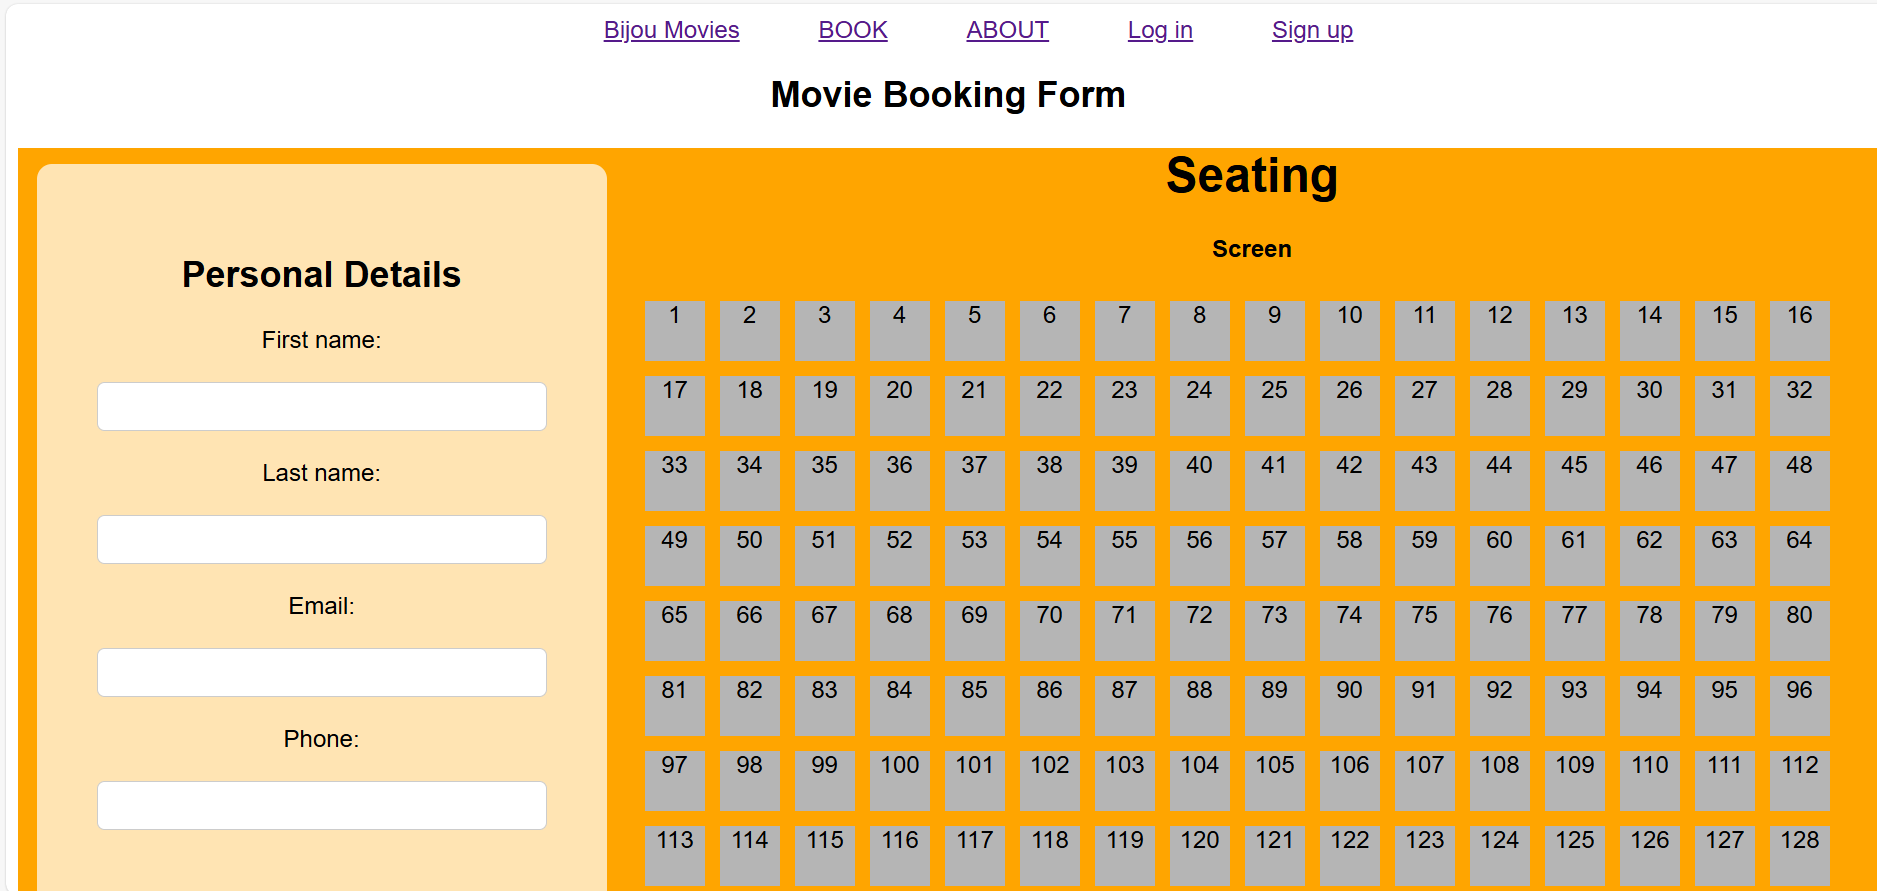 Bijou Movies BOOK ABOUT Log in Sign up
Movie Booking Form
Personal Details
First name:
Last name:
Email:
Phone:
Seating
Screen
1 2 3 4 5 6 7 8 9 10 11 12 13 14 15 16
17 18 19 20 21 22 23 24 25 26 27 28 29 30 31 32
33 34 35 36 37 38 39 40 41 42 43 44 45 46 47 48
49 50 51 52 53 54 55 56 57 58 59 60 61 62 63 64
65 66 67 68 69 70 71 72 73 74 75 76 77 78 79 80
81 82 83 84 85 86 87 88 89 90 91 92 93 94 95 96
97 98 99 100 101 102 103 104 105 106 107 108 109 110 111 112
113 114 115 116 117 118 119 120 121 122 123 124 125 126 127 128